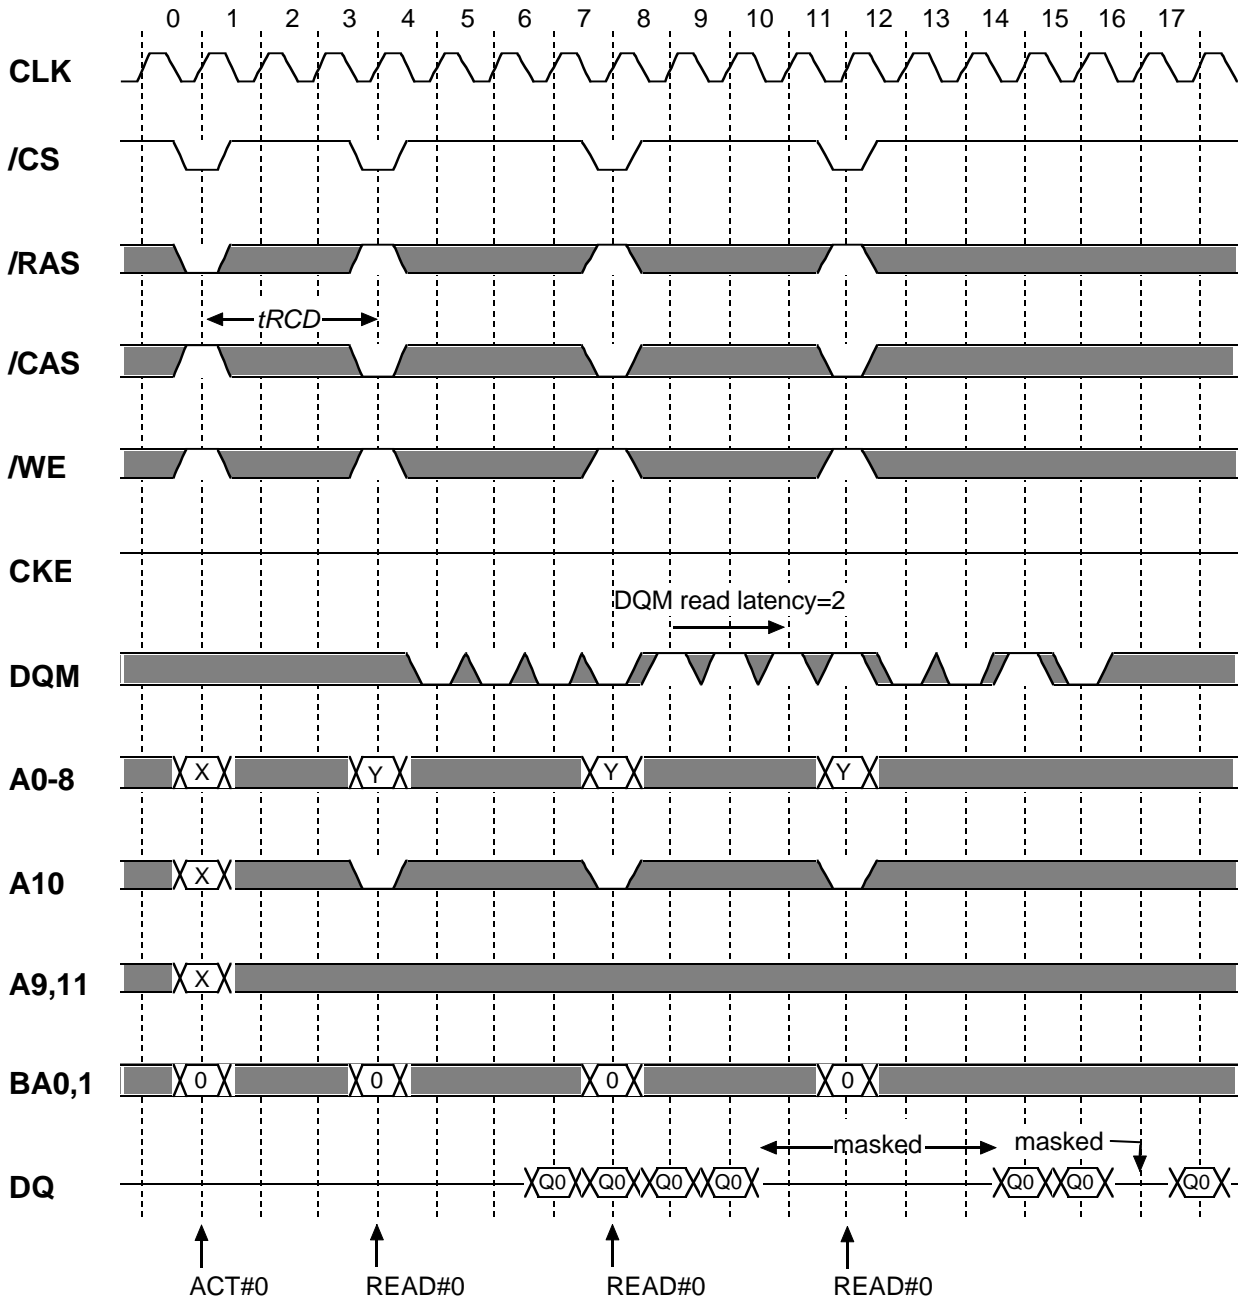 0 1 2 3 4 5 6 7 8 9 10 11 12 13 14 15 16 17
CLK
/CS
/RAS
tRCD
/CAS
/WE
CKE
DQM read latency=2
DQM
A0-8 X Y Y Y
A10 X
A9,11 X
BA0,1 0 0 0 0
masked masked
DQ Q0 Q0 Q0 Q0 Q0 Q0 Q0
ACT#0 READ#0 READ#0 READ#0